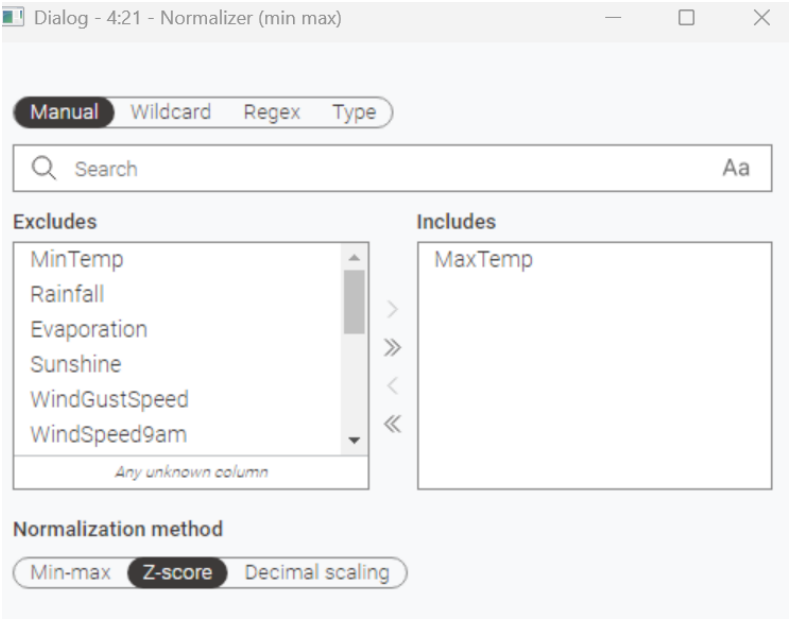 Dialog - 4:21 - Normalizer (min max)
Manual Wildcard Regex Type
Search Aa
Excludes
MinTemp
Rainfall
Evaporation
Sunshine
WindGustSpeed
WindSpeed9am
Any unknown column
Includes
MaxTemp
Normalization method
Min-max Z-score Decimal scaling